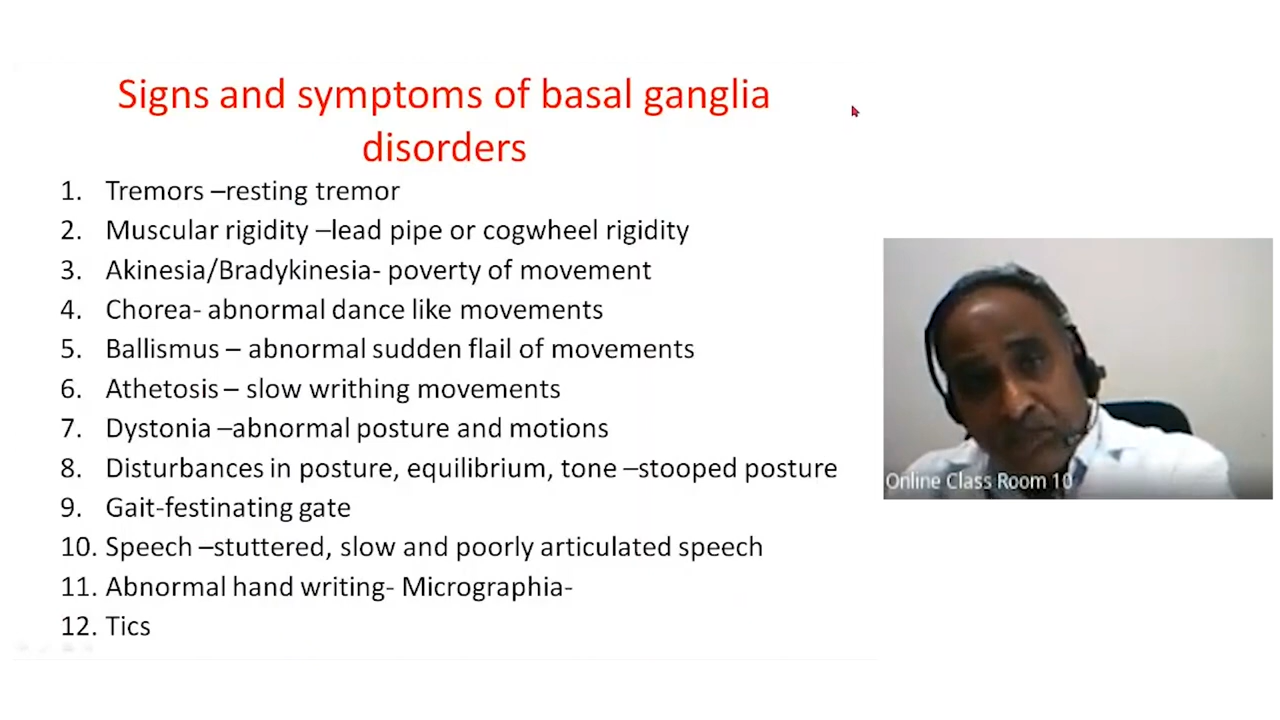 Signs and symptoms of basal ganglia
disorders
1. Tremors –resting tremor
2. Muscular rigidity –lead pipe or cogwheel rigidity
3. Akinesia/Bradykinesia- poverty of movement
4. Chorea- abnormal dance like movements
5. Ballismus – abnormal sudden flail of movements
6. Athetosis – slow writhing movements
7. Dystonia –abnormal posture and motions
8. Disturbances in posture, equilibrium, tone –stooped posture
9. Gait-festinating gate
10. Speech –stuttered, slow and poorly articulated speech
11. Abnormal hand writing- Micrographia-
12. Tics
Online Class Room 10